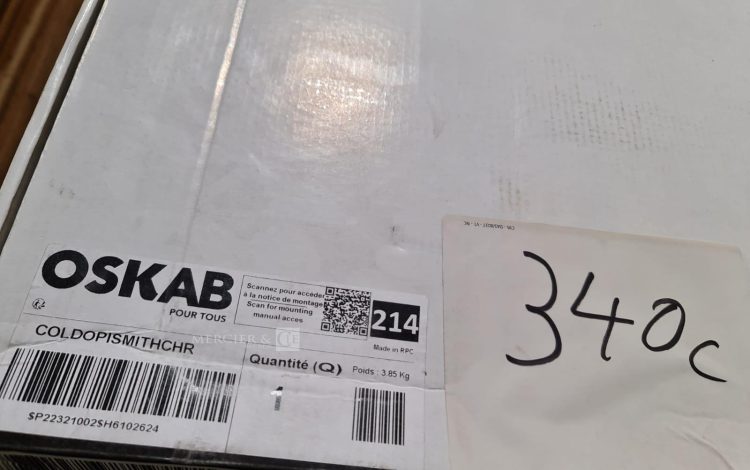 OSKAB
POUR TOUS
Scannez pour accéder
à la notice de montage
Scan for mounting
manual acces
214
Made in RPC
COLDOPISMITHCHR
MERCIER & CIE
Quantité (Q)
Poids : 3.85 Kg
1
$P22321002$H6102624
340c